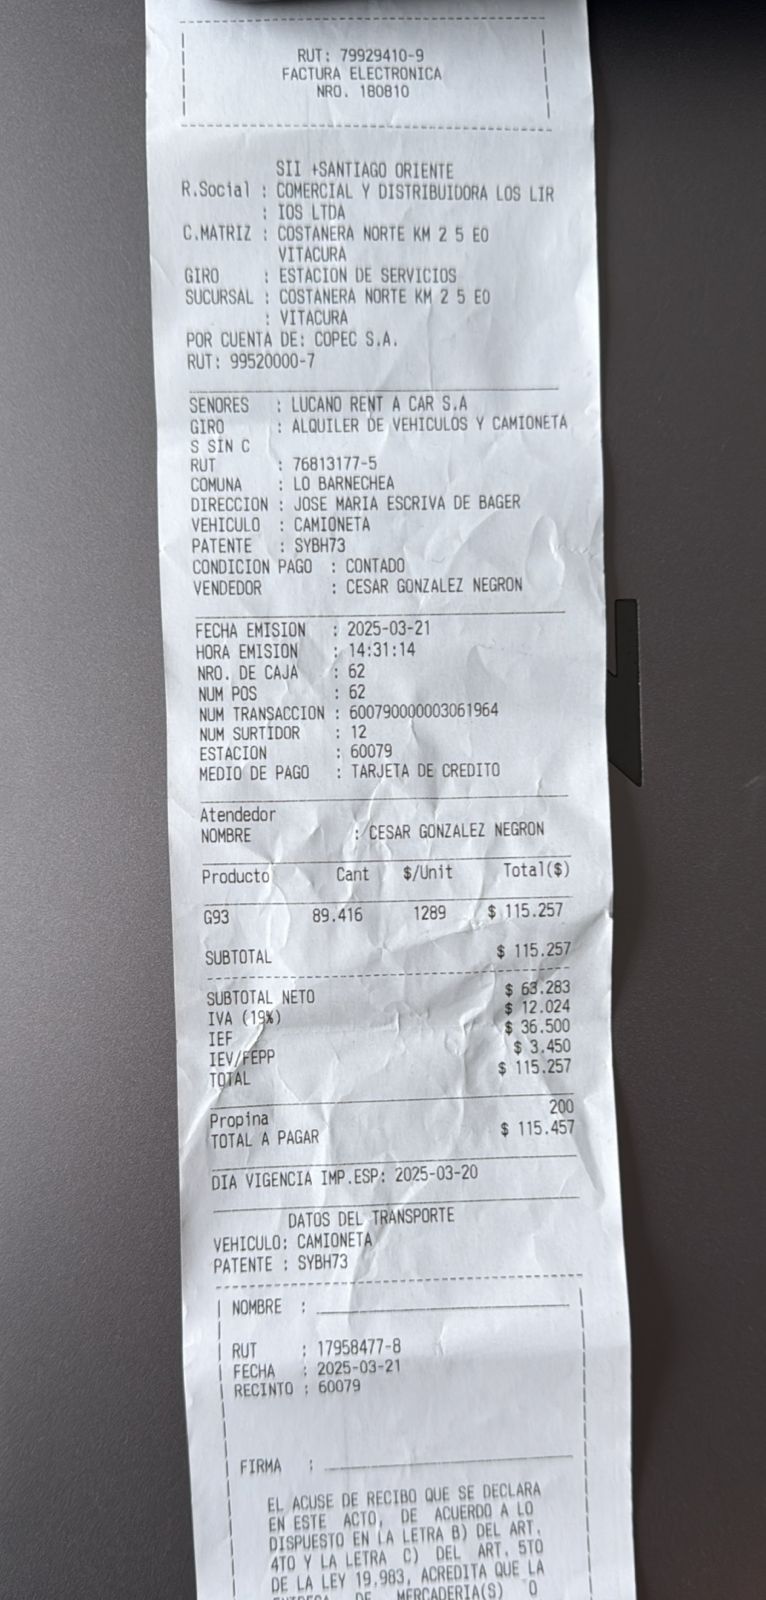 RUT: 79929410-9
FACTURA ELECTRONICA
NRO. 180810
SII +SANTIAGO ORIENTE
R.Social : COMERCIAL Y DISTRIBUIDORA LOS LIR
: IOS LTDA
C.MATRIZ : COSTANERA NORTE KM 2 5 EO
VITACURA
GIRO : ESTACION DE SERVICIOS
SUCURSAL : COSTANERA NORTE KM 2 5 EO
: VITACURA
POR CUENTA DE: COPEC S.A.
RUT: 99520000-7
SENORES : LUCANO RENT A CAR S.A
GIRO : ALQUILER DE VEHICULOS Y CAMIONETA
S SIN C
RUT : 76813177-5
COMUNA : LO BARNECHEA
DIRECCION : JOSE MARIA ESCRIVA DE BAGER
VEHICULO : CAMIONETA
PATENTE : SYBH73
CONDICION PAGO : CONTADO
VENDEDOR : CESAR GONZALEZ NEGRON
FECHA EMISION : 2025-03-21
HORA EMISION : 14:31:14
NRO. DE CAJA : 62
NUM POS : 62
NUM TRANSACCION : 600790000003061964
NUM SURTIDOR : 12
ESTACION : 60079
MEDIO DE PAGO : TARJETA DE CREDITO
Atendedor
NOMBRE : CESAR GONZALEZ NEGRON
Producto Cant $/Unit Total($)
G93 89.416 1289 $ 115.257
SUBTOTAL $ 115.257
SUBTOTAL NETO $ 63.283
IVA (19%) $ 12.024
IEF $ 36.500
IEV/FEPP $ 3.450
TOTAL $ 115.257
Propina 200
TOTAL A PAGAR $ 115.457
DIA VIGENCIA IMP.ESP: 2025-03-20
DATOS DEL TRANSPORTE
VEHICULO: CAMIONETA
PATENTE : SYBH73
NOMBRE :
RUT : 17958477-8
FECHA : 2025-03-21
RECINTO : 60079
FIRMA :
EL ACUSE DE RECIBO QUE SE DECLARA
EN ESTE ACTO, DE ACUERDO A LO
DISPUESTO EN LA LETRA B) DEL ART.
4TO Y LA LETRA C) DEL ART. 5TO
DE LA LEY 19.983, ACREDITA QUE LA
ENTREGA DE MERCADERIA(S) O